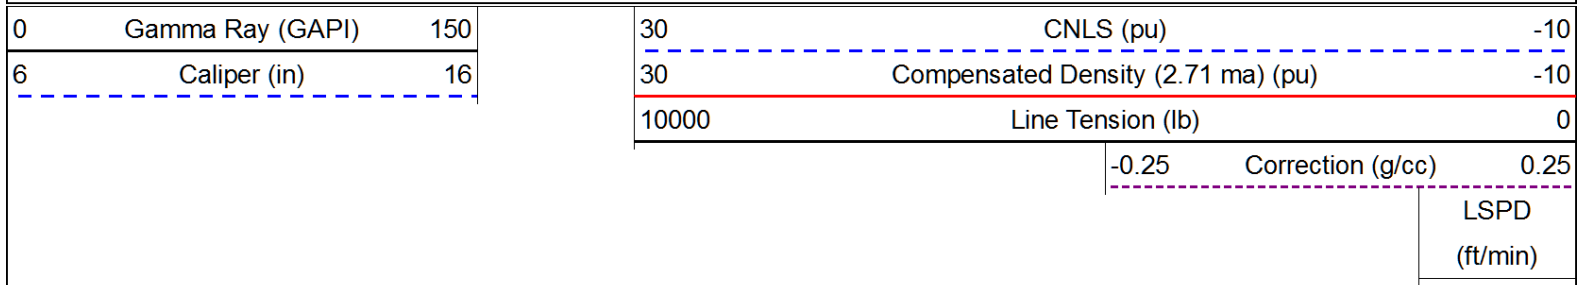 0 Gamma Ray (GAPI) 150 30 CNLS (pu) -10
6 Caliper (in) 16 30 Compensated Density (2.71 ma) (pu) -10
10000 Line Tension (lb) 0
-0.25 Correction (g/cc) 0.25
LSPD
(ft/min)